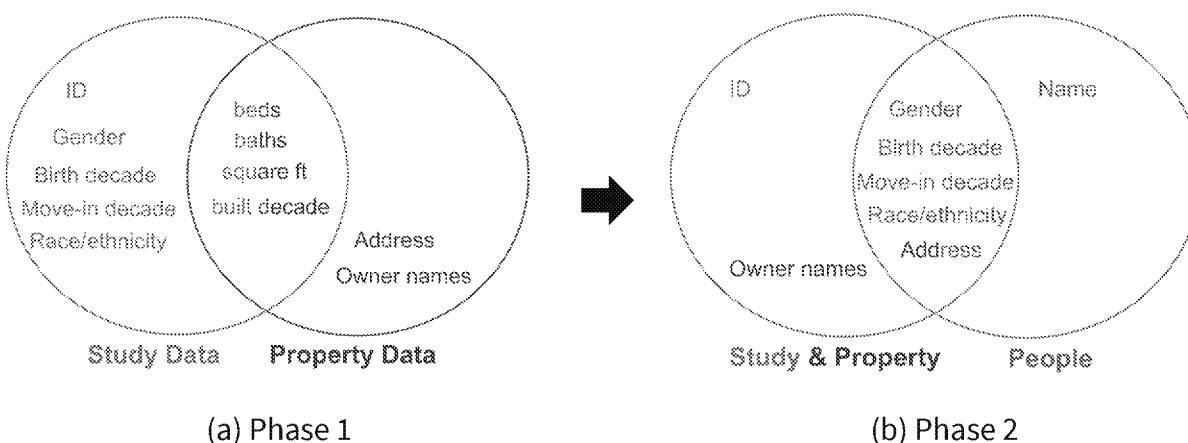 ID
Gender
Birth decade
Move-in decade
Race/ethnicity
beds
baths
square ft
built decade
Address
Owner names
Study Data
Property Data
(a) Phase 1
ID
Owner names
Gender
Birth decade
Move-in decade
Race/ethnicity
Address
Name
Study & Property
People
(b) Phase 2